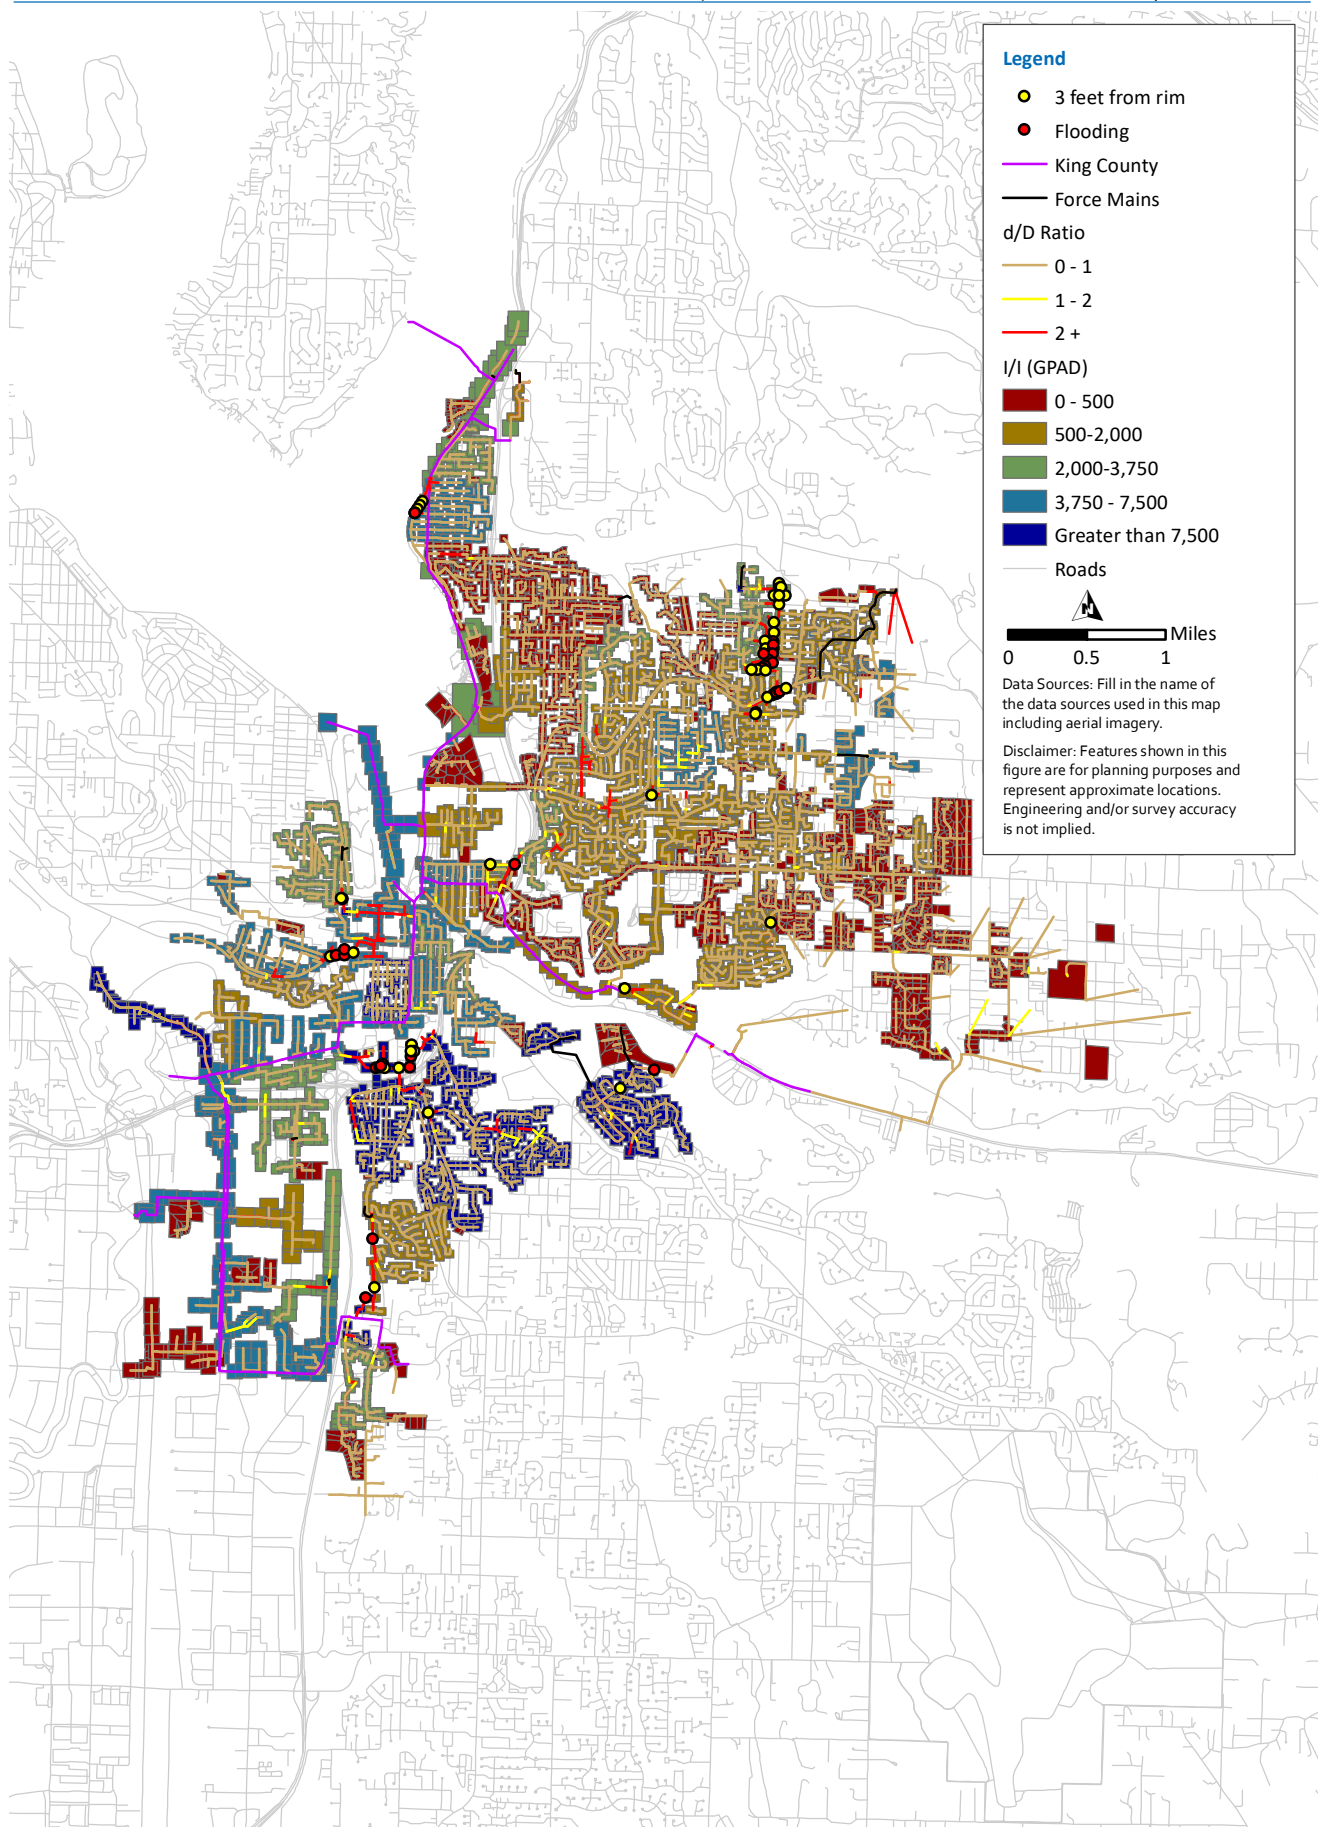 Legend
3 feet from rim
Flooding
King County
Force Mains
d/D Ratio
0 - 1
1 - 2
2 +
I/I (GPAD)
0 - 500
500-2,000
2,000-3,750
3,750 - 7,500
Greater than 7,500
Roads
N
Miles
0 0.5 1
Data Sources: Fill in the name of
the data sources used in this map
including aerial imagery.
Disclaimer: Features shown in this
figure are for planning purposes and
represent approximate locations.
Engineering and/or survey accuracy
is not implied.